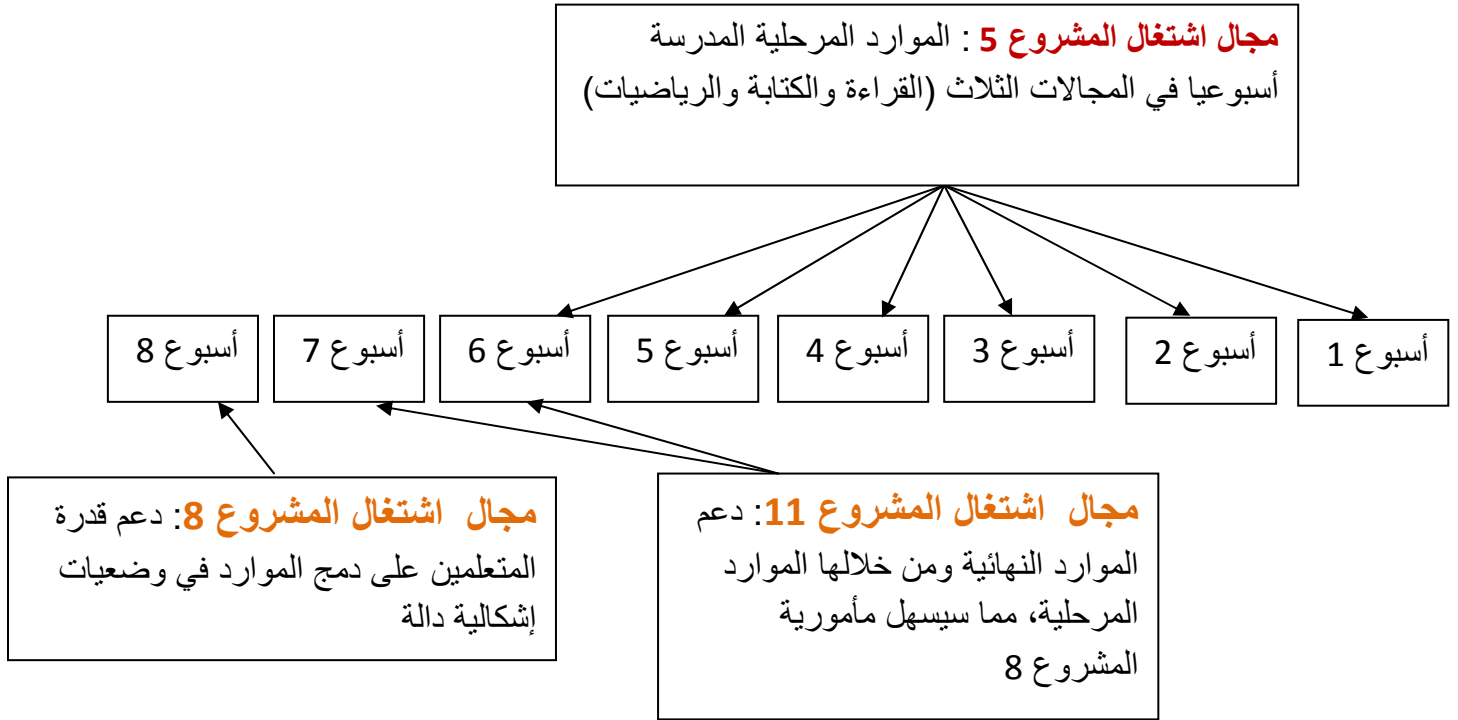 مجال اشتغال المشروع 5 : الموارد المرحلية المدرسة
أسبوعيا في المجالات الثلاث (القراءة والكتابة والرياضيات)
أسبوع 1
أسبوع 2
أسبوع 3
أسبوع 4
أسبوع 5
أسبوع 6
أسبوع 7
أسبوع 8
مجال اشتغال المشروع 11: دعم
الموارد النهائية ومن خلالها الموارد
المرحلية، مما سيسهل مأمورية
المشروع 8
مجال اشتغال المشروع 8: دعم قدرة
المتعلمين على دمج الموارد في وضعيات
إشكالية دالة